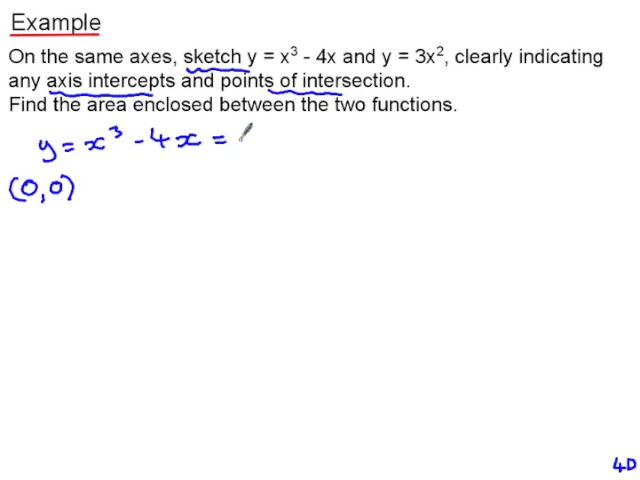 Example
On the same axes, sketch y = x³ - 4x and y = 3x², clearly indicating
any axis intercepts and points of intersection.
Find the area enclosed between the two functions.
y = x³ - 4x =
(0,0)
4D